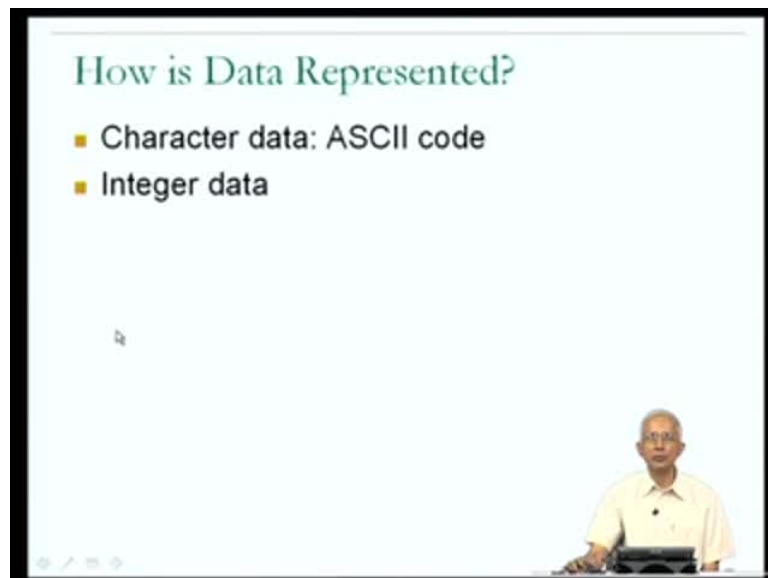 How is Data Represented?
Character data: ASCII code
Integer data